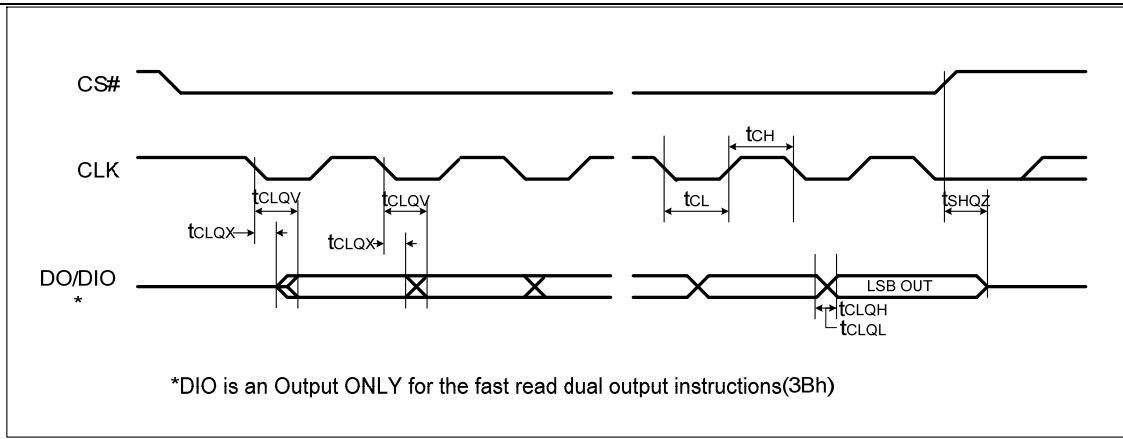 CS#
tCH
CLK
tCLQV
tCLQV
tCL
tSHQZ
tCLQX
tCLQX
DO/DIO
*
LSB OUT
tCLQH
tCLQL
*DIO is an Output ONLY for the fast read dual output instructions(3Bh)